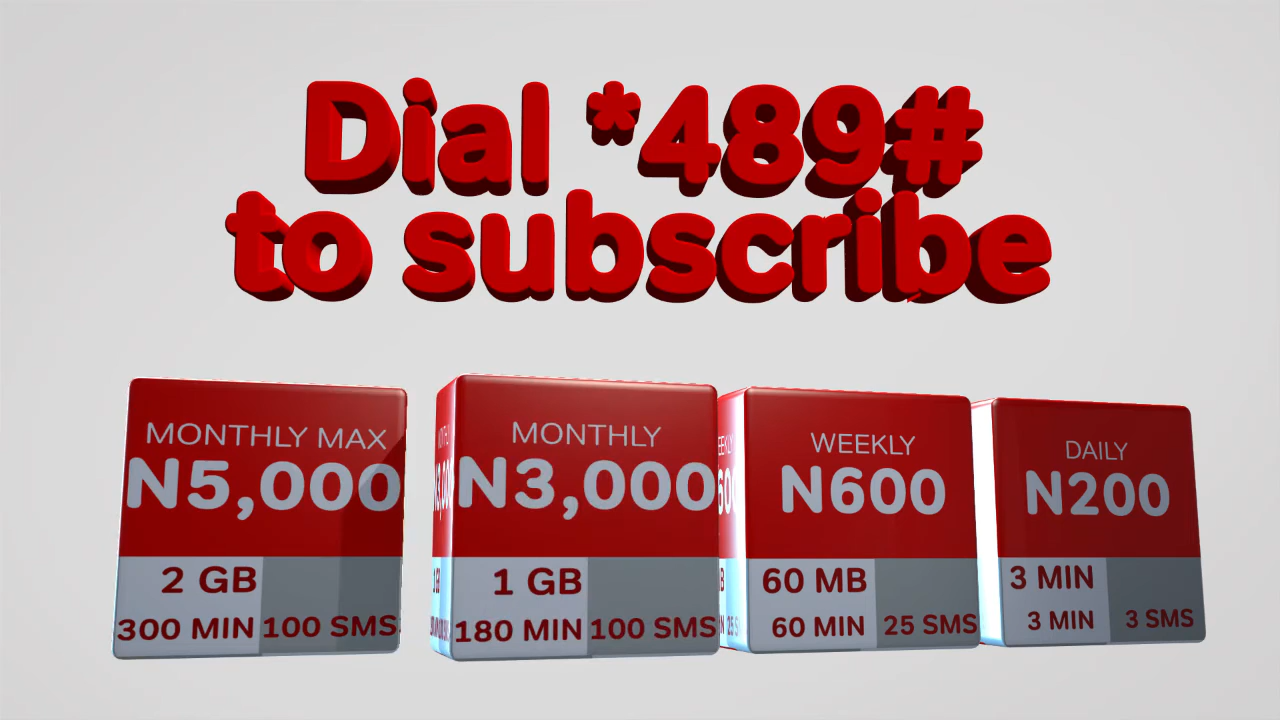 Dial *489#
to subscribe
MONTHLY MAX
N5,000
2 GB
300 MIN 100 SMS
MONTHLY
N3,000
1 GB
180 MIN 100 SMS
WEEKLY
N600
60 MB
60 MIN 25 SMS
DAILY
N200
3 MIN
3 MIN 3 SMS